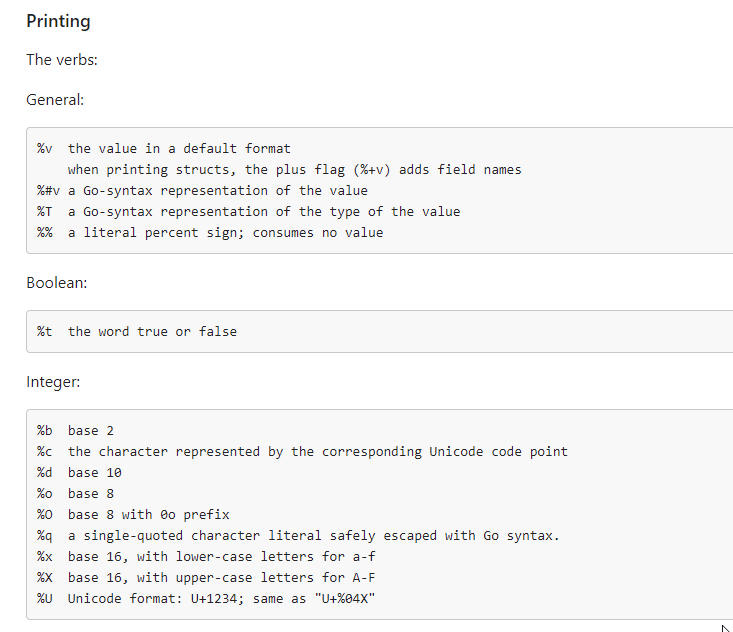 Printing
The verbs:
General:
%v  the value in a default format
    when printing structs, the plus flag (%+v) adds field names
%#v a Go-syntax representation of the value
%T  a Go-syntax representation of the type of the value
%%  a literal percent sign; consumes no value
Boolean:
%t  the word true or false
Integer:
%b  base 2
%c  the character represented by the corresponding Unicode code point
%d  base 10
%o  base 8
%O  base 8 with 0o prefix
%q  a single-quoted character literal safely escaped with Go syntax.
%x  base 16, with lower-case letters for a-f
%X  base 16, with upper-case letters for A-F
%U  Unicode format: U+1234; same as "U+%04X"